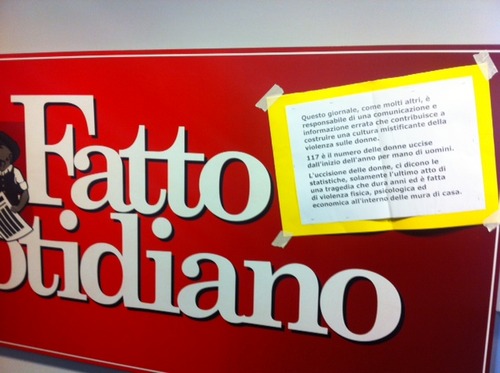 Fatto
otidiano
Questo giornale, come molti altri, è
responsabile di una comunicazione e
informazione errata che contribuisce a
costruire una cultura mistificante della
violenza sulle donne.
117 è il numero delle donne uccise
dall'inizio dell'anno per mano di uomini.
L'uccisione delle donne, ci dicono le
statistiche, solamente l'ultimo atto di
una tragedia che dura anni ed è fatta
di violenza fisica, psicologica ed
economica all'interno delle mura di casa.